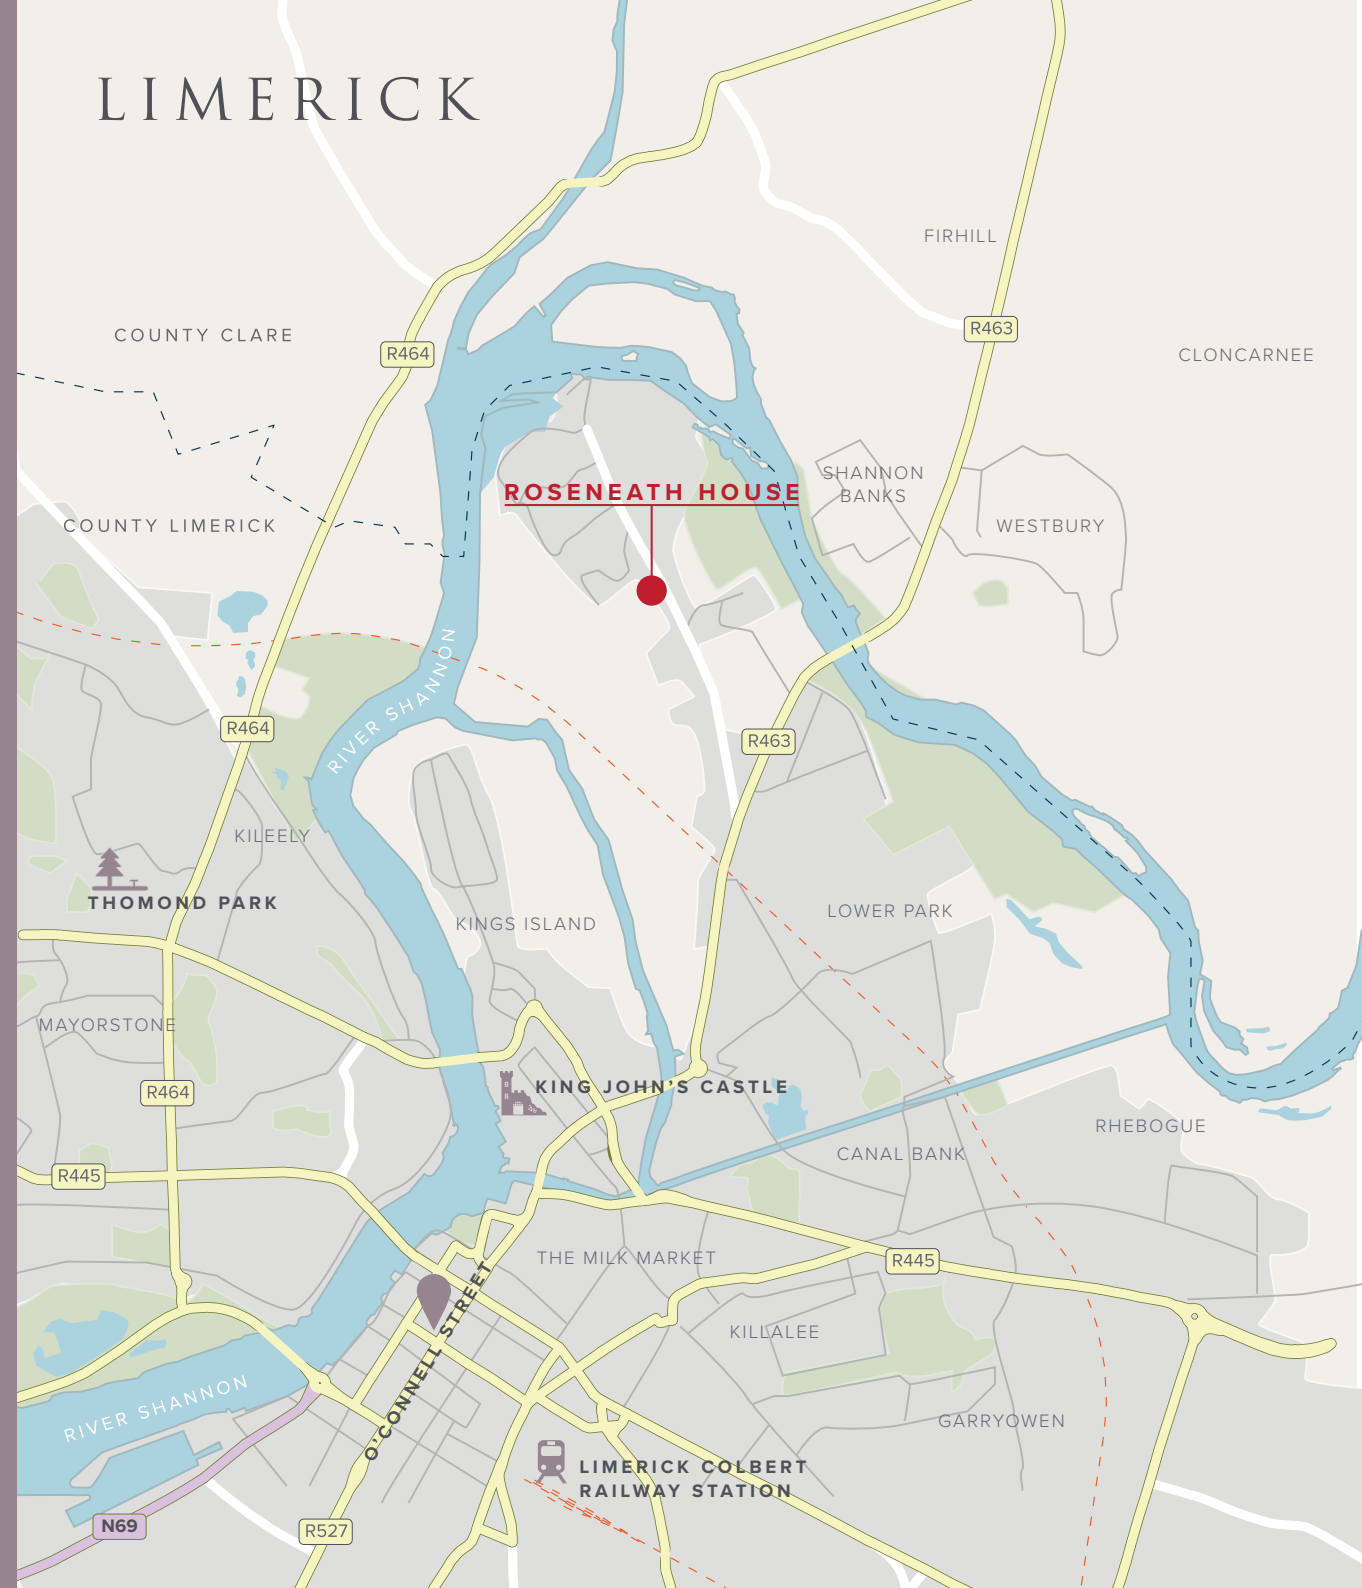 LIMERICK
FIRHILL
R463
COUNTY CLARE
R464
CLONCARNEE
SHANNON
BANKS
ROSENEATH HOUSE
COUNTY LIMERICK
WESTBURY
RIVER SHANNON
R464
R463
KILEELY
THOMOND PARK
KINGS ISLAND
LOWER PARK
MAYORSTONE
R464
KING JOHN'S CASTLE
RHEBOGUE
CANAL BANK
R445
THE MILK MARKET
R445
O'CONNELL STREET
KILLALEE
RIVER SHANNON
GARRYOWEN
LIMERICK COLBERT
RAILWAY STATION
N69
R527